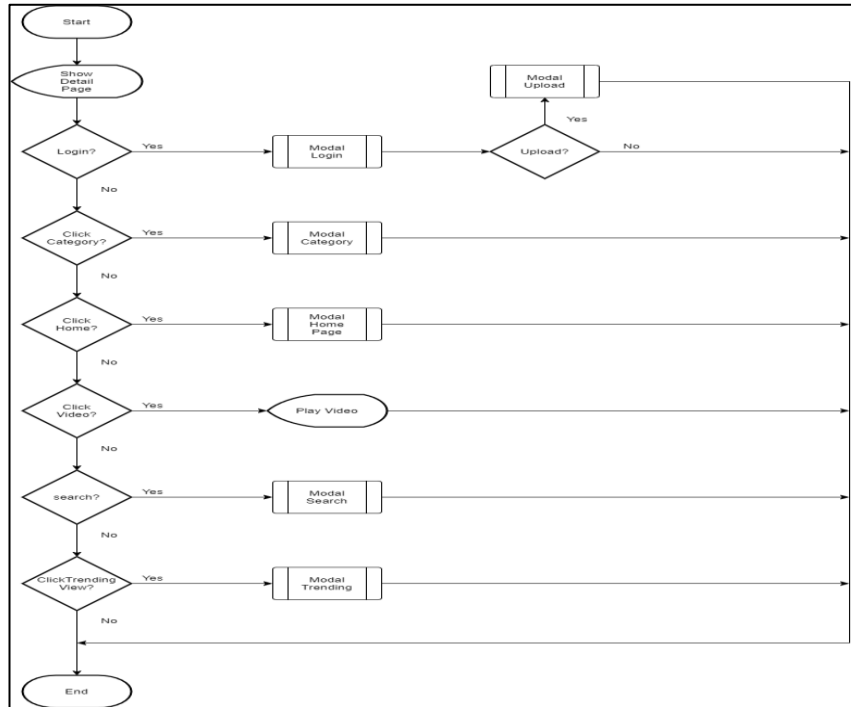 Start
Show
Detail
Page
Modal
Upload
Yes
Login?
Yes
Modal
Login
Upload?
No
No
Click
Category?
Yes
Modal
Category
No
Click
Home?
Yes
Modal
Home
Page
No
Click
Video?
Yes
Play Video
No
search?
Yes
Modal
Search
No
ClickTrending
View?
Yes
Modal
Trending
No
End